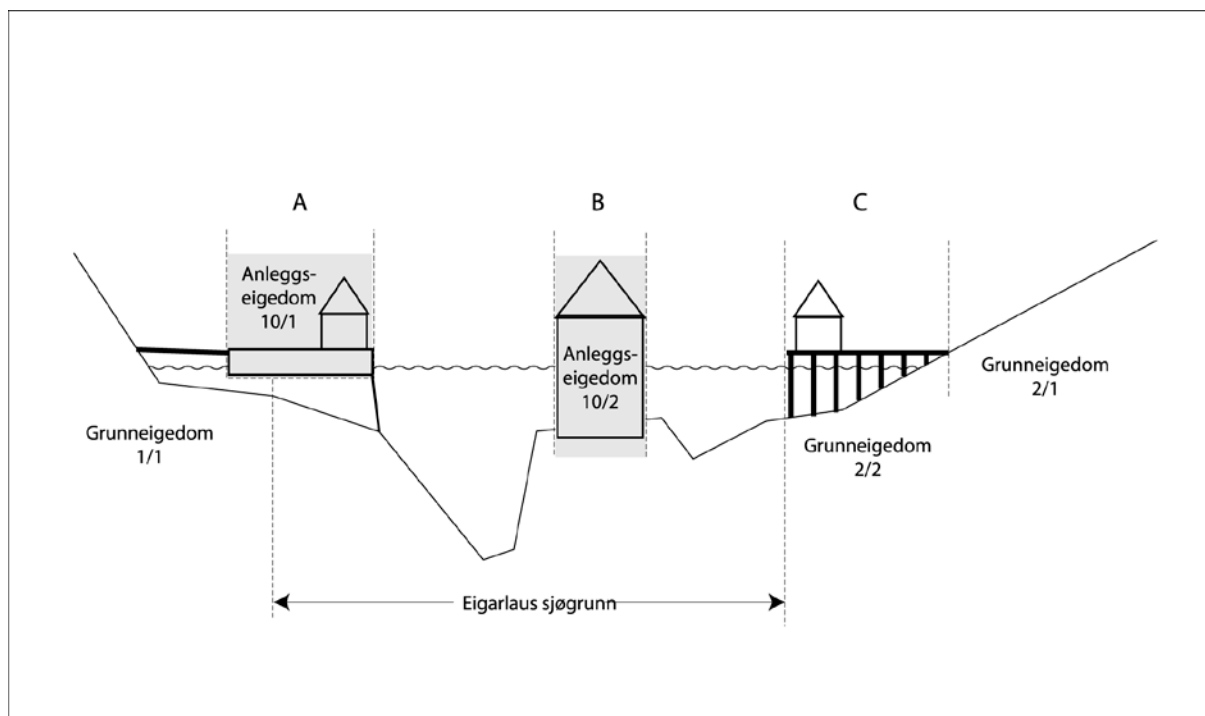 A
B
C
Anleggs-
eigedom
10/1
Anleggs-
eigedom
10/2
Grunneigedom
2/1
Grunneigedom
1/1
Grunneigedom
2/2
Eigarlaus sjøgrunn